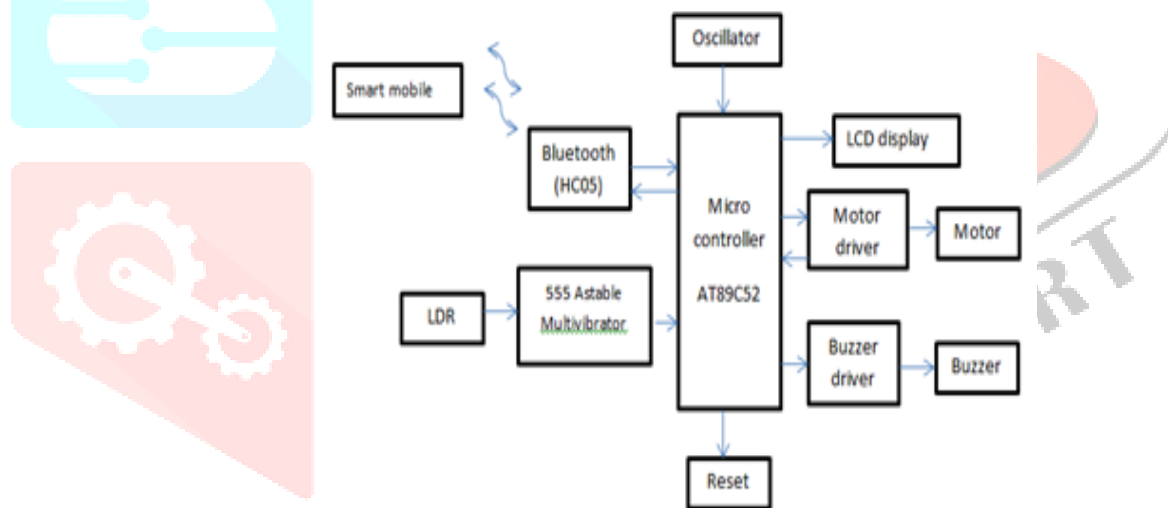 Oscillator
Smart mobile
LCD display
Bluetooth
(HC05)
Micro
controller
AT89C52
Motor
driver
Motor
LDR
555 Astable
Multivibrator
Buzzer
driver
Buzzer
Reset
RT